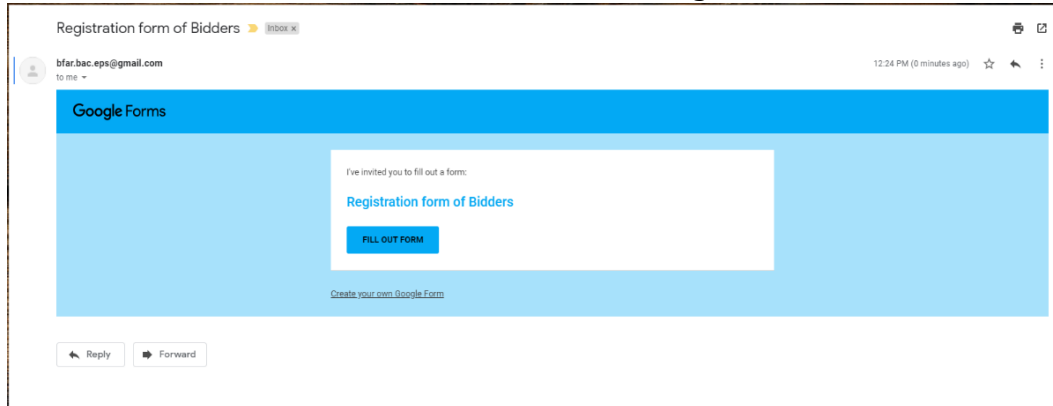 Registration form of Bidders Inbox x
bfar.bac.eps@gmail.com 12:24 PM (0 minutes ago)
to me
Google Forms
I've invited you to fill out a form:
Registration form of Bidders
FILL OUT FORM
Create your own Google Form
Reply Forward